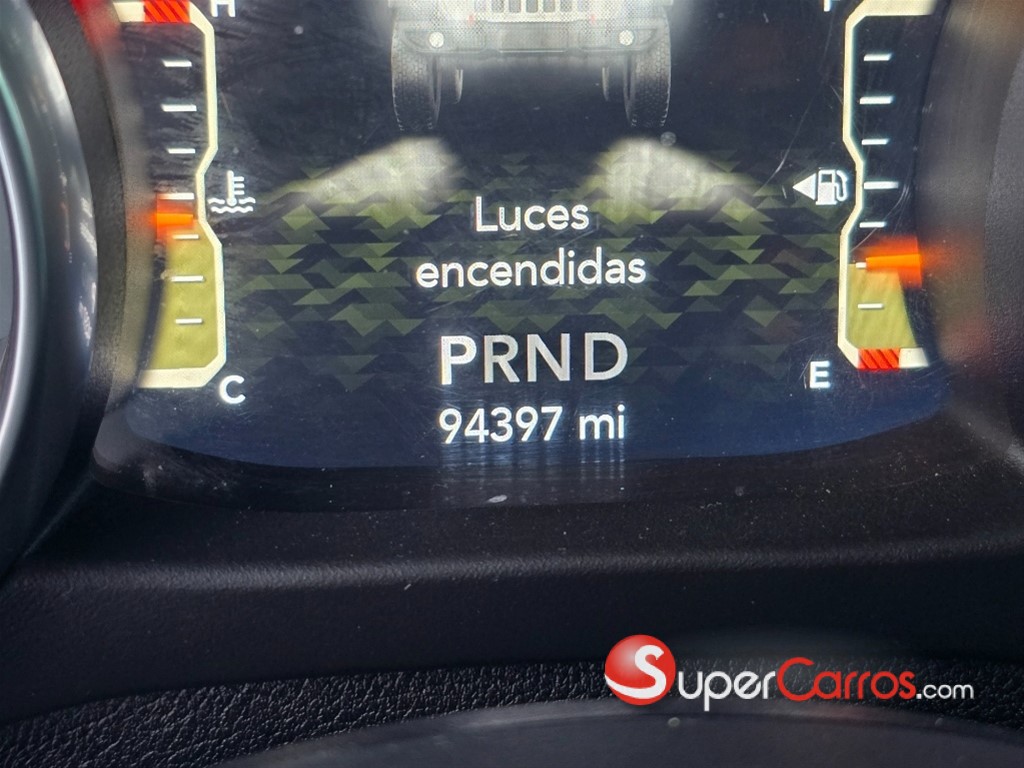 H
F
Luces
encendidas
PRND
C
E
94397 mi
SuperCarros.com